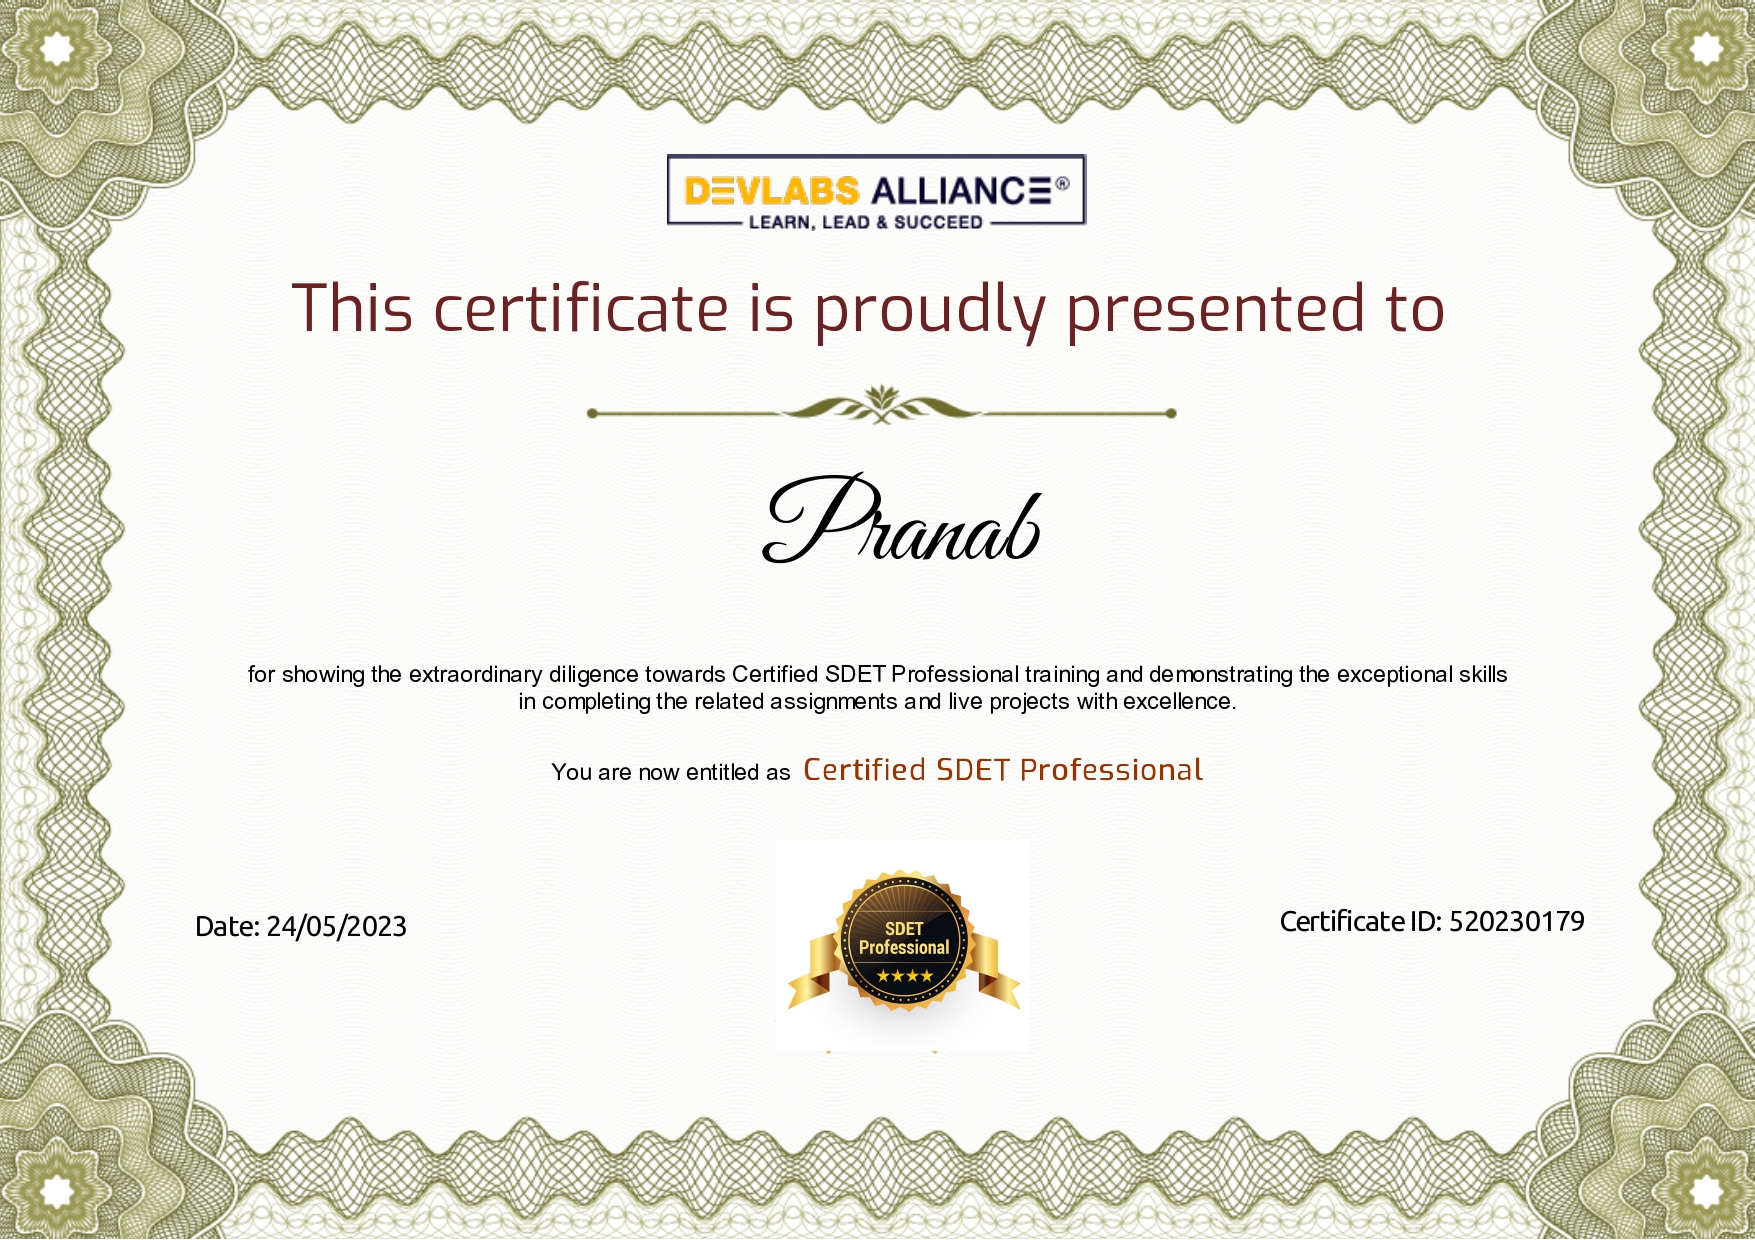 DEVLABS ALLIANCE®
LEARN, LEAD & SUCCEED
This certificate is proudly presented to
Pranab
for showing the extraordinary diligence towards Certified SDET Professional training and demonstrating the exceptional skills
in completing the related assignments and live projects with excellence.
You are now entitled as Certified SDET Professional
Date: 24/05/2023
Certificate ID: 520230179
SDET
Professional